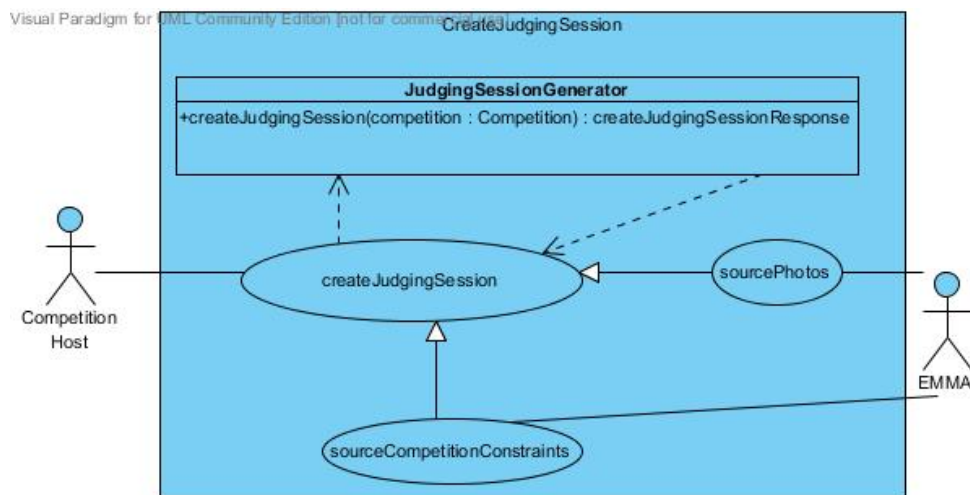 Visual Paradigm for UML Community Edition [not for commercial use]
CreateJudgingSession
JudgingSessionGenerator
+createJudgingSession(competition : Competition) : createJudgingSessionResponse
createJudgingSession
sourcePhotos
Competition
Host
EMMA
sourceCompetitionConstraints